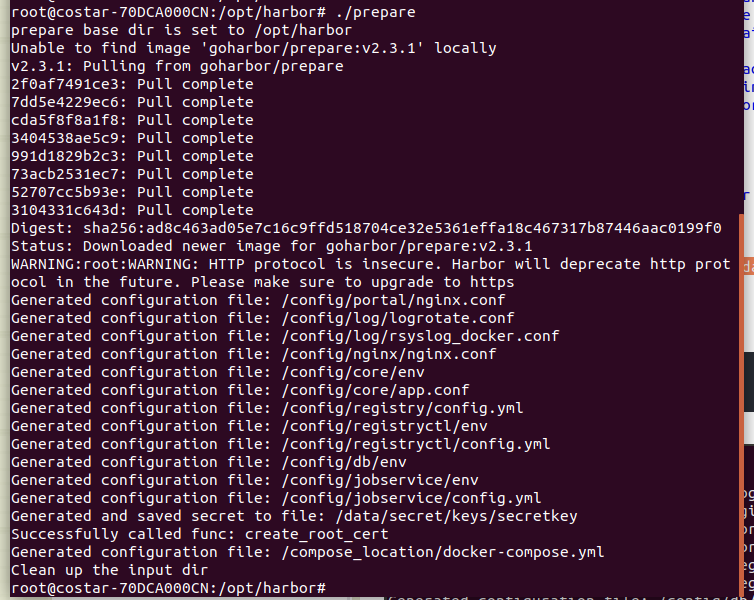 root@costar-70DCA000CN:/opt/harbor# ./prepare
prepare base dir is set to /opt/harbor
Unable to find image 'goharbor/prepare:v2.3.1' locally
v2.3.1: Pulling from goharbor/prepare
2f0af7491ce3: Pull complete
7dd5e4229ec6: Pull complete
cda5f8f8a1f8: Pull complete
3404538ae5c9: Pull complete
991d1829b2c3: Pull complete
73acb2531ec7: Pull complete
52707cc5b93e: Pull complete
3104331c643d: Pull complete
Digest: sha256:ad8c463ad05e7c16c9ffd518704ce32e5361effa18c467317b87446aac0199f0
Status: Downloaded newer image for goharbor/prepare:v2.3.1
WARNING:root:WARNING: HTTP protocol is insecure. Harbor will deprecate http prot
ocol in the future. Please make sure to upgrade to https
Generated configuration file: /config/portal/nginx.conf
Generated configuration file: /config/log/logrotate.conf
Generated configuration file: /config/log/rsyslog_docker.conf
Generated configuration file: /config/nginx/nginx.conf
Generated configuration file: /config/core/env
Generated configuration file: /config/core/app.conf
Generated configuration file: /config/registry/config.yml
Generated configuration file: /config/registryctl/env
Generated configuration file: /config/registryctl/config.yml
Generated configuration file: /config/db/env
Generated configuration file: /config/jobservice/env
Generated configuration file: /config/jobservice/config.yml
Generated and saved secret to file: /data/secret/keys/secretkey
Successfully called func: create_root_cert
Generated configuration file: /compose_location/docker-compose.yml
Clean up the input dir
root@costar-70DCA000CN:/opt/harbor#